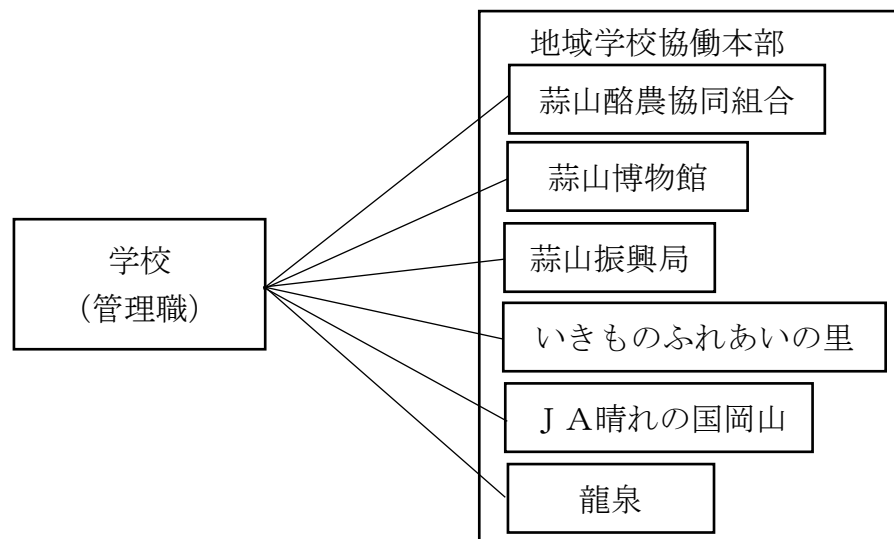 地域学校協働本部
蒜山酪農協同組合
蒜山博物館
蒜山振興局
学校
（管理職）
いきものふれあいの里
ＪＡ晴れの国岡山
龍泉